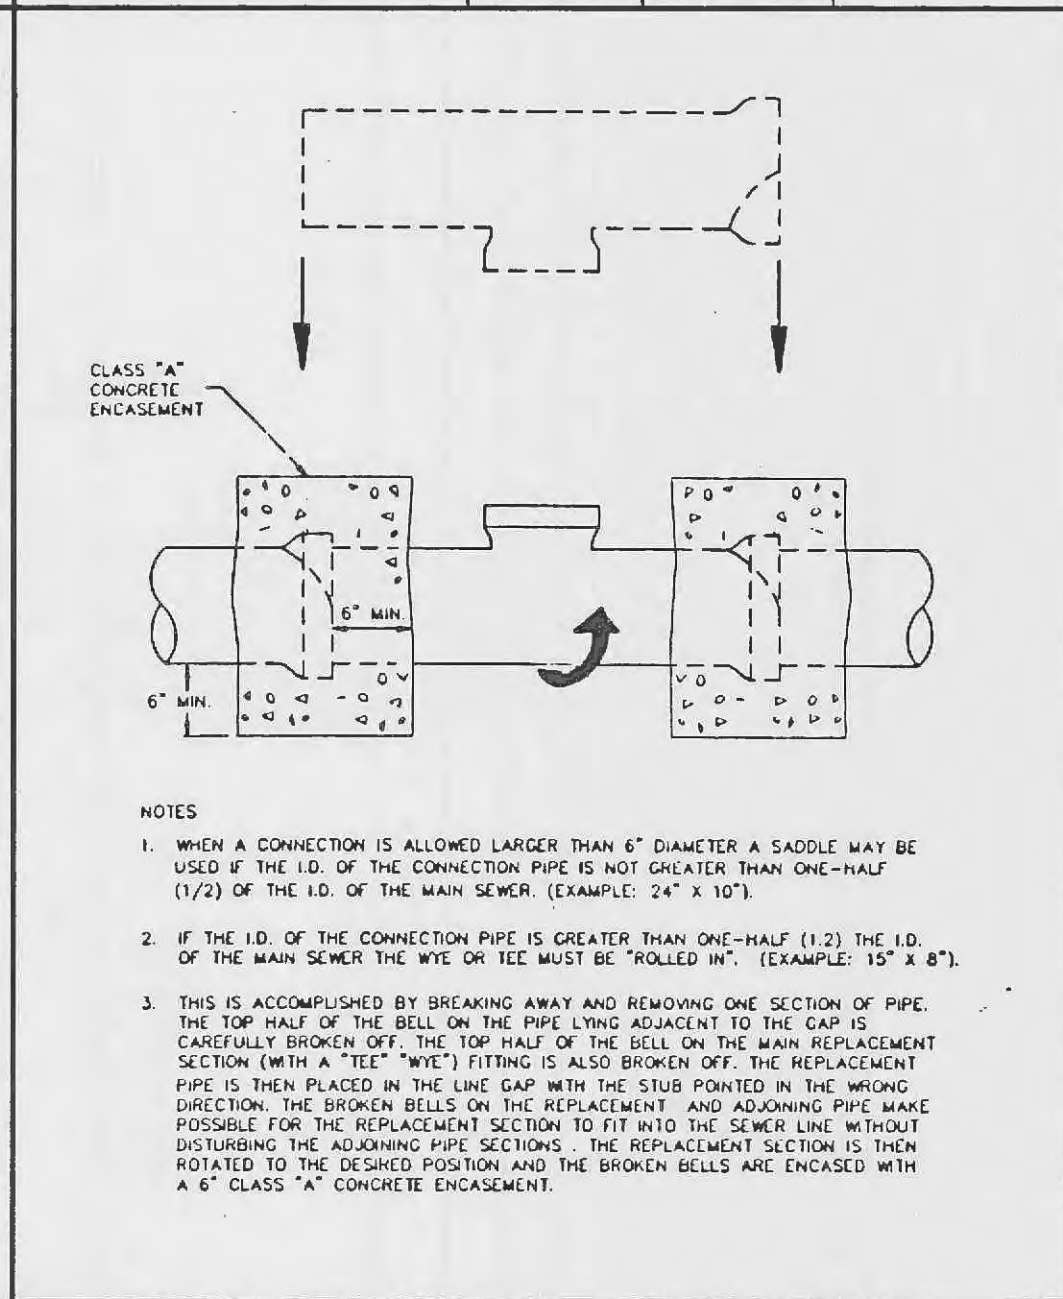 CLASS "A"
CONCRETE
ENCASEMENT
6" MIN.
6" MIN.
NOTES
1. WHEN A CONNECTION IS ALLOWED LARGER THAN 6" DIAMETER A SADDLE MAY BE
USED IF THE I.D. OF THE CONNECTION PIPE IS NOT GREATER THAN ONE-HALF
(1/2) OF THE I.D. OF THE MAIN SEWER. (EXAMPLE: 24" X 10").
2. IF THE I.D. OF THE CONNECTION PIPE IS GREATER THAN ONE-HALF (1.2) THE I.D.
OF THE MAIN SEWER THE WYE OR TEE MUST BE "ROLLED IN". (EXAMPLE: 15" X 8").
3. THIS IS ACCOMPLISHED BY BREAKING AWAY AND REMOVING ONE SECTION OF PIPE.
THE TOP HALF OF THE BELL ON THE PIPE LYING ADJACENT TO THE GAP IS
CAREFULLY BROKEN OFF. THE TOP HALF OF THE BELL ON THE MAIN REPLACEMENT
SECTION (WITH A "TEE" "WYE") FITTING IS ALSO BROKEN OFF. THE REPLACEMENT
PIPE IS THEN PLACED IN THE LINE GAP WITH THE STUB POINTED IN THE WRONG
DIRECTION. THE BROKEN BELLS ON THE REPLACEMENT AND ADJOINING PIPE MAKE
POSSIBLE FOR THE REPLACEMENT SECTION TO FIT INTO THE SEWER LINE WITHOUT
DISTURBING THE ADJOINING PIPE SECTIONS . THE REPLACEMENT SECTION IS THEN
ROTATED TO THE DESIRED POSITION AND THE BROKEN BELLS ARE ENCASED WITH
A 6" CLASS "A" CONCRETE ENCASEMENT.